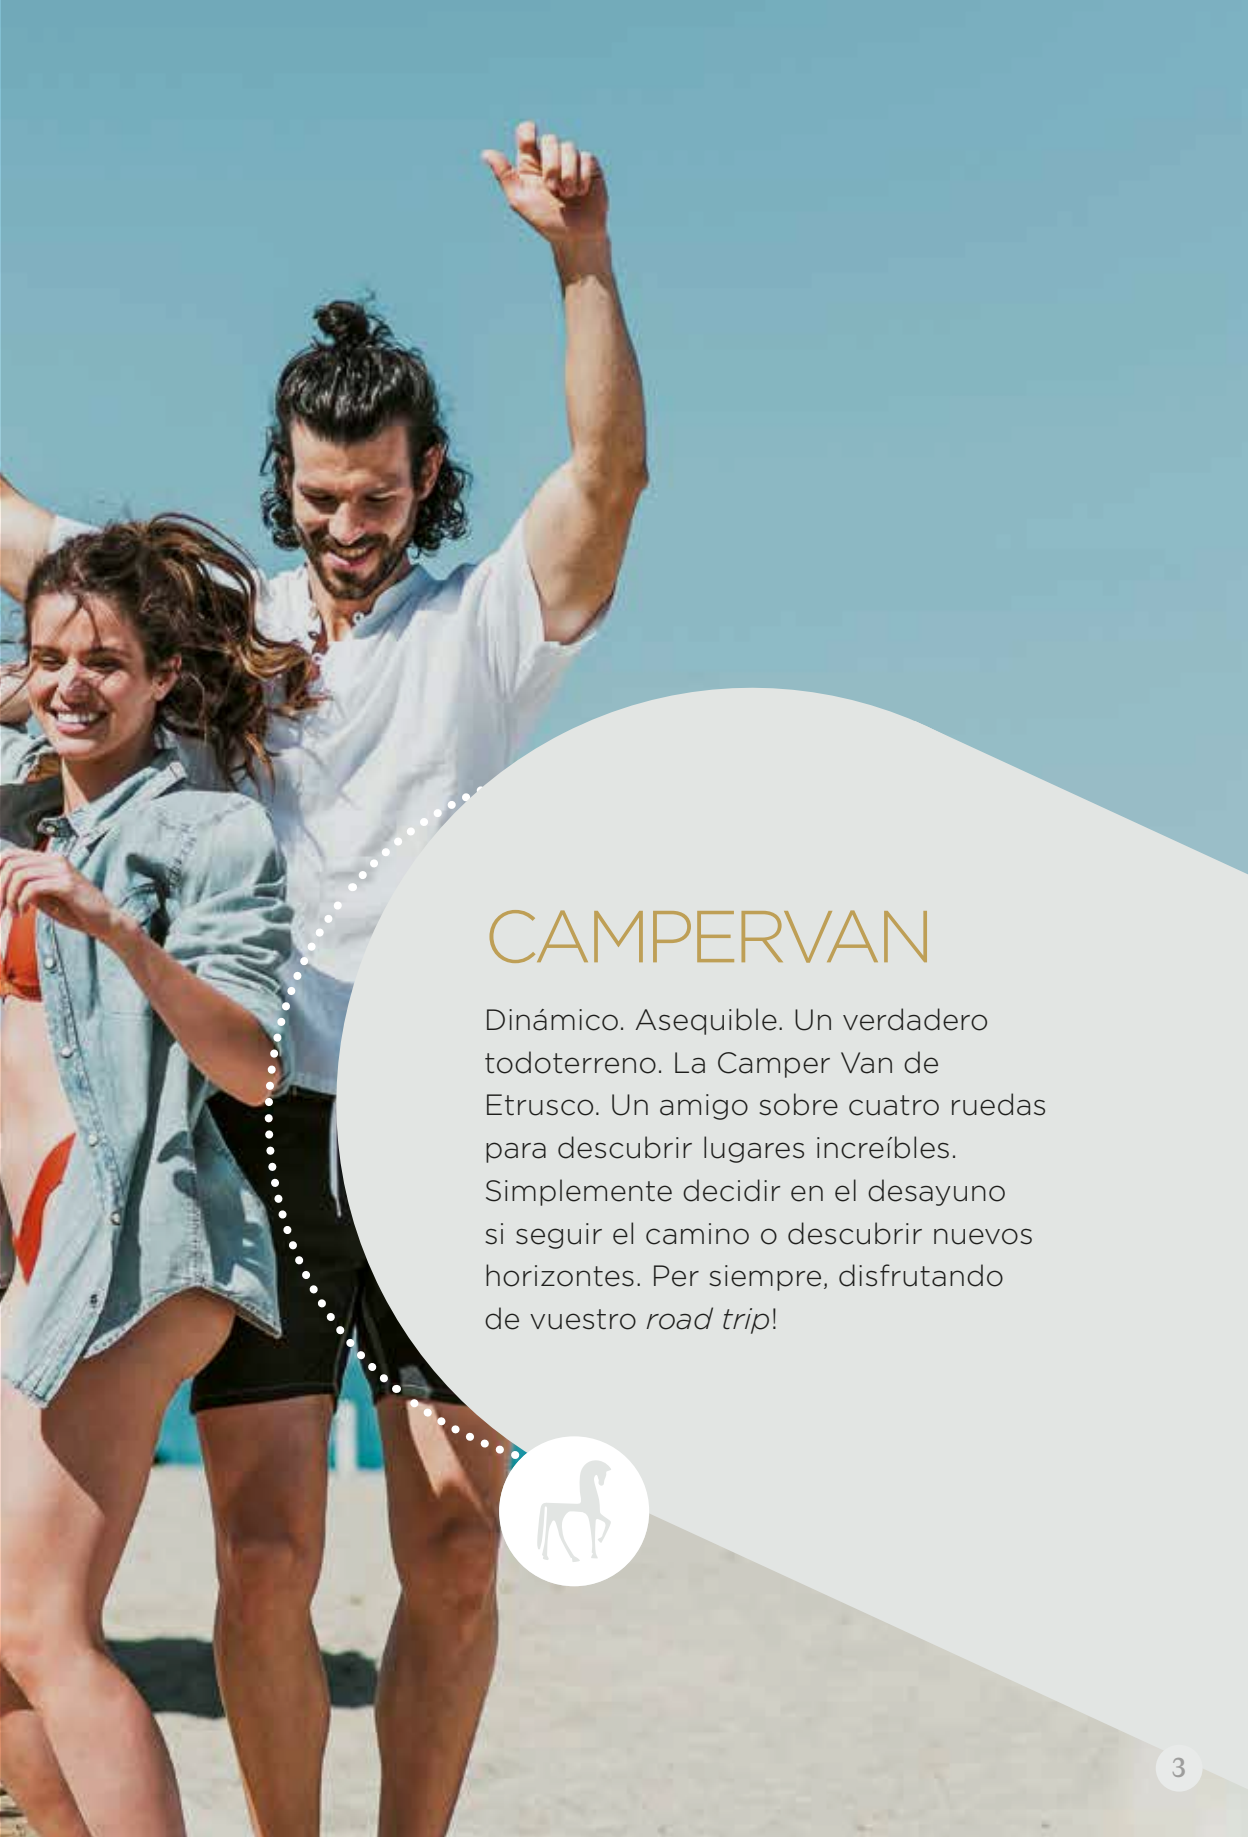 CAMPERVAN
Dinámico. Asequible. Un verdadero
todoterreno. La Camper Van de
Etrusco. Un amigo sobre cuatro ruedas
para descubrir lugares increíbles.
Simplemente decidir en el desayuno
si seguir el camino o descubrir nuevos
horizontes. Per siempre, disfrutando
de vuestro road trip!
3